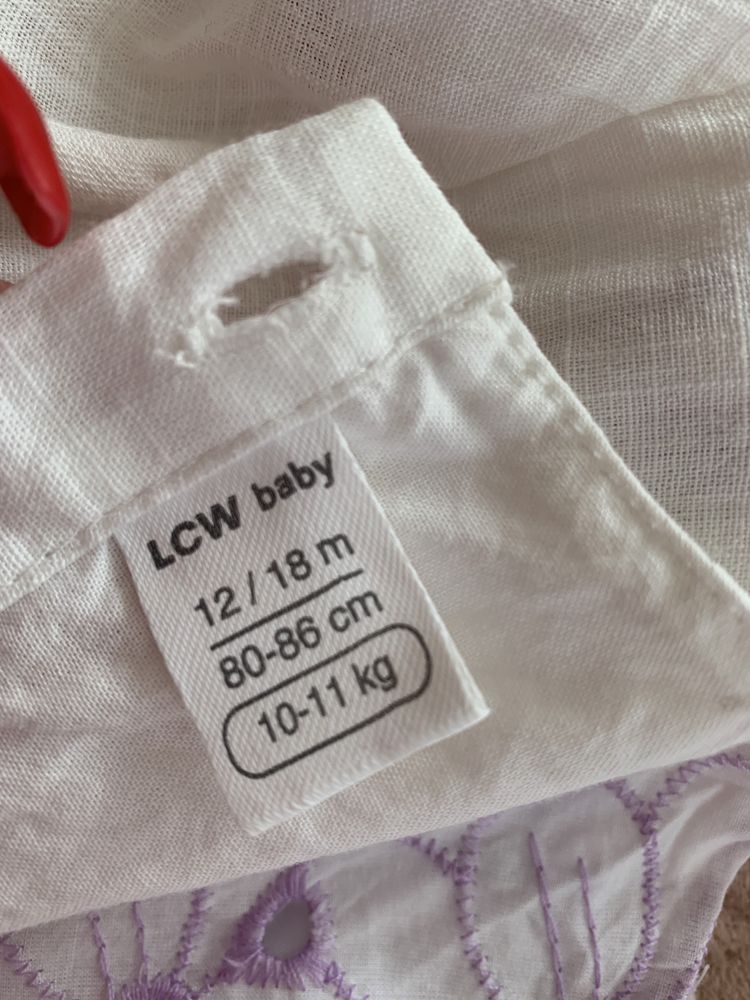 LCW baby
12 / 18 m
80-86 cm
10-11 kg